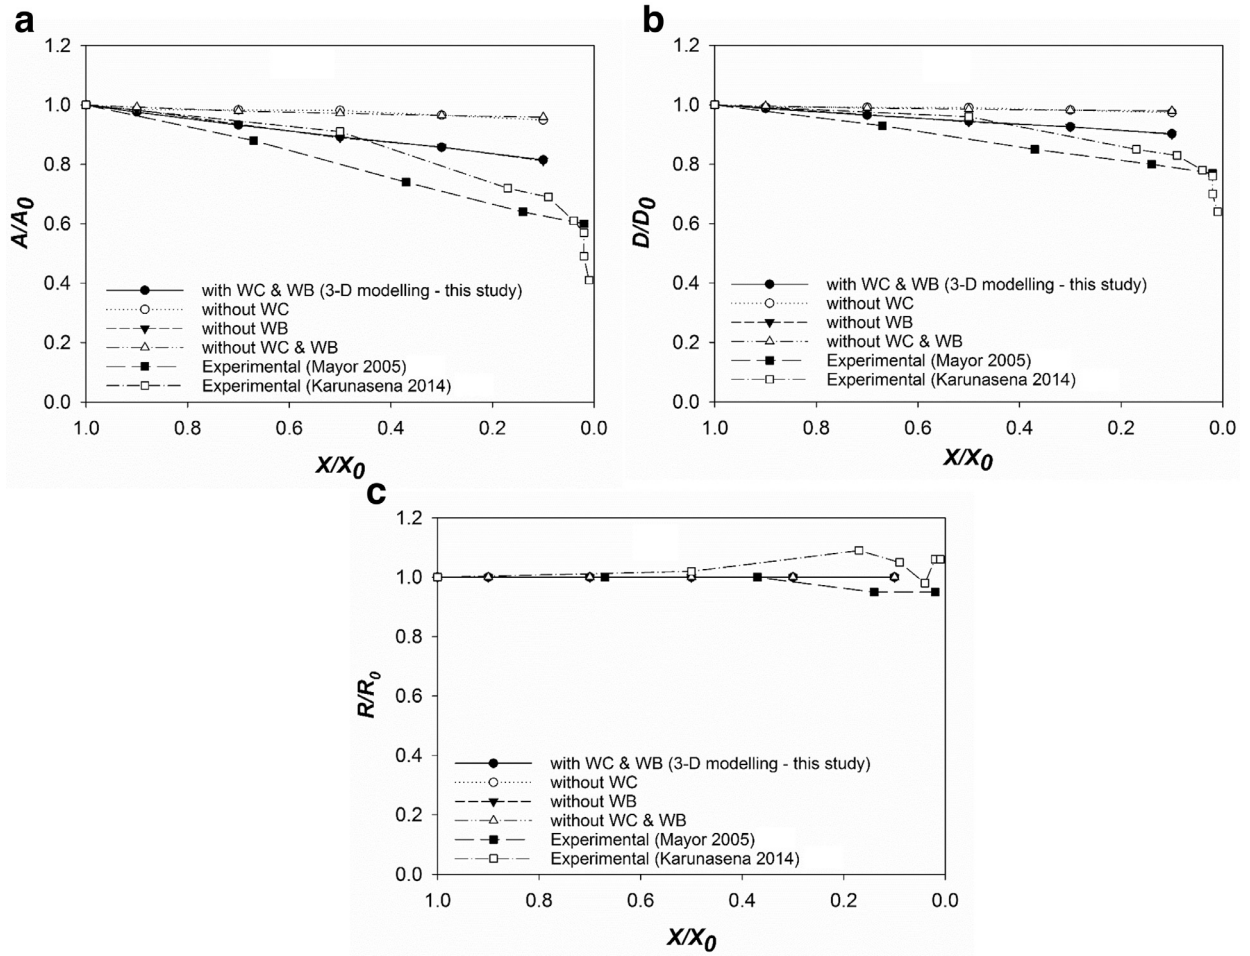 a
1.2
1.0
0.8
0.6
0.4
0.2
0.0
A/A0
with WC & WB (3-D modelling - this study)
without WC
without WB
without WC & WB
Experimental (Mayor 2005)
Experimental (Karunasena 2014)
1.0 0.8 0.6 0.4 0.2 0.0
X/X0
b
1.2
1.0
0.8
0.6
0.4
0.2
0.0
D/D0
with WC & WB (3-D modelling - this study)
without WC
without WB
without WC & WB
Experimental (Mayor 2005)
Experimental (Karunasena 2014)
1.0 0.8 0.6 0.4 0.2 0.0
X/X0
c
1.2
1.0
0.8
0.6
0.4
0.2
0.0
R/R0
with WC & WB (3-D modelling - this study)
without WC
without WB
without WC & WB
Experimental (Mayor 2005)
Experimental (Karunasena 2014)
1.0 0.8 0.6 0.4 0.2 0.0
X/X0